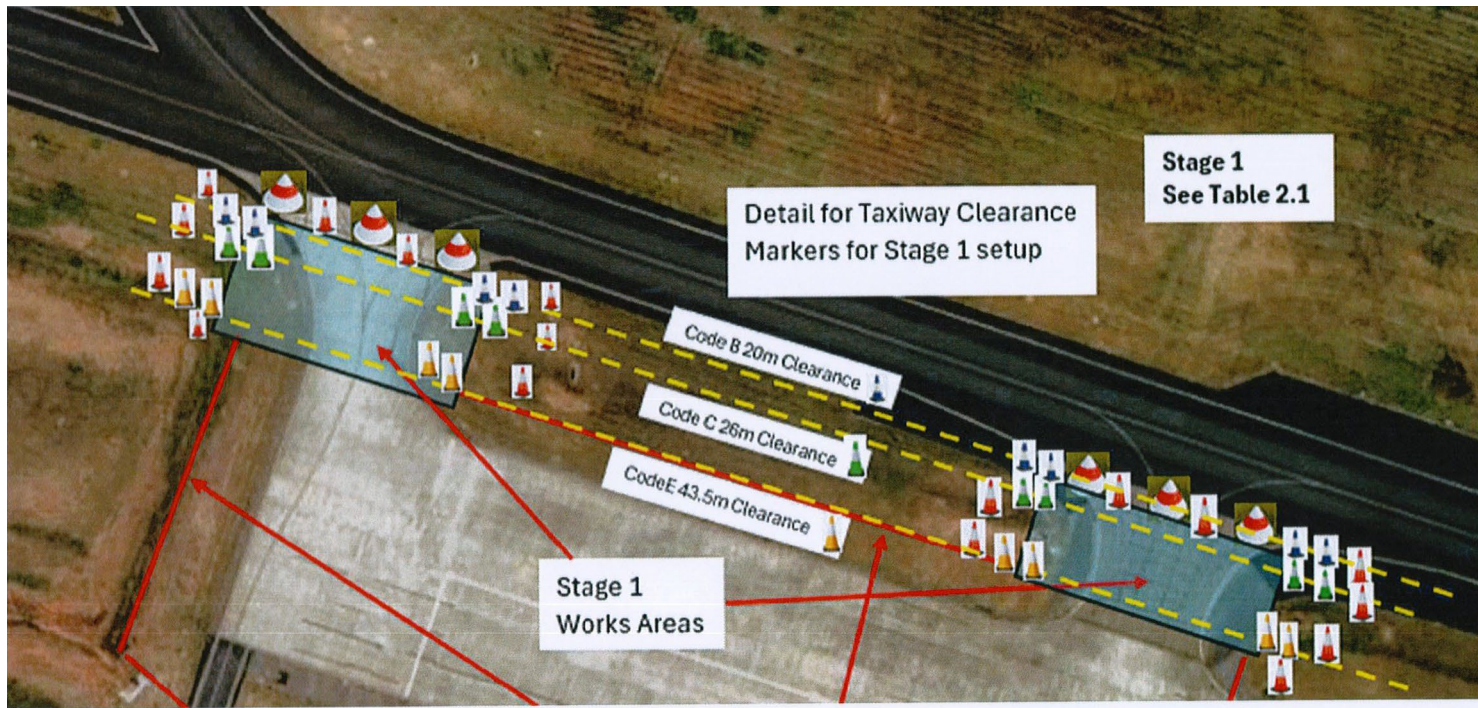 Stage 1
See Table 2.1
Detail for Taxiway Clearance
Markers for Stage 1 setup
Code B 20m Clearance
Code C 26m Clearance
CodeE 43.5m Clearance
Stage 1
Works Areas